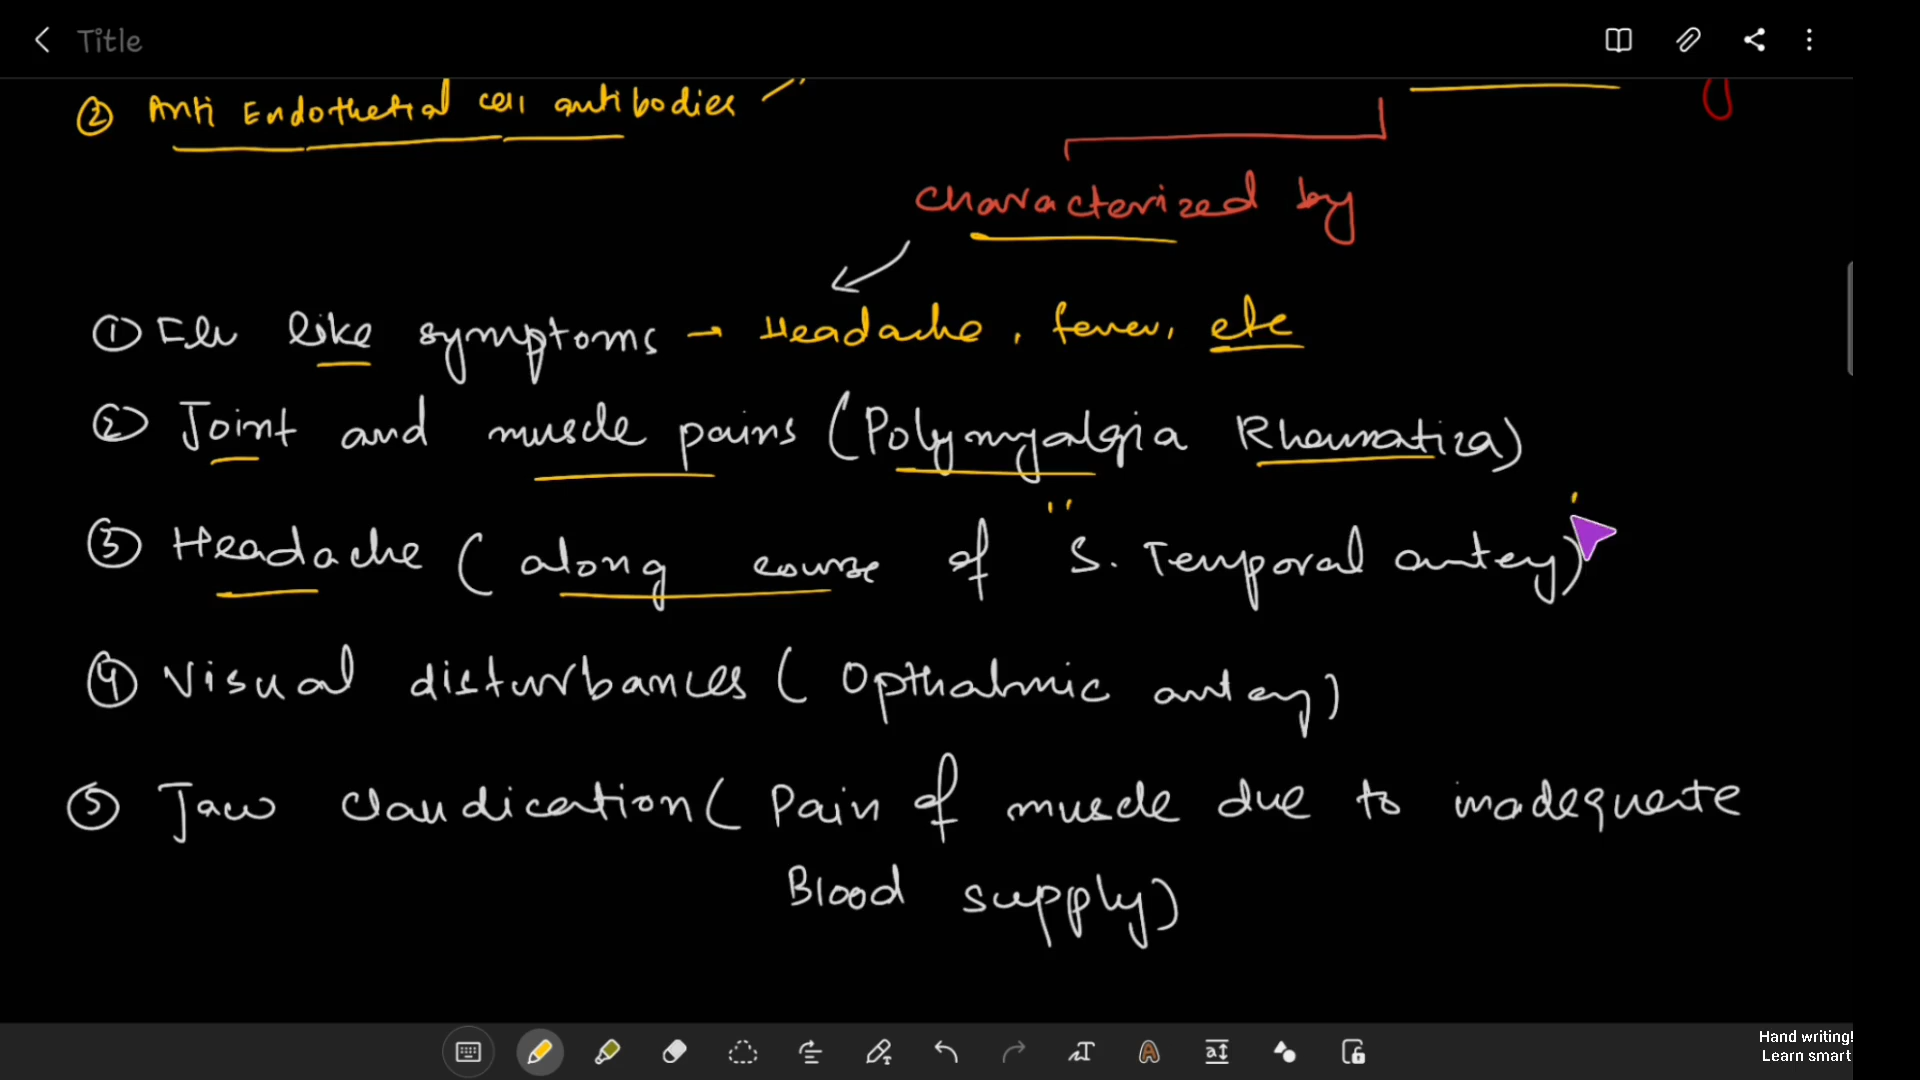 Title
② Anti Endothelial cell antibodies
characterized by
① Flu like symptoms → Headache, fever, etc
② Joint and muscle pains (Polymyalgia Rheumatica)
③ Headache (along course of "S. Temporal artery)'
④ Visual disturbances (Opthalmic artery)
⑤ Jaw claudication (Pain of muscle due to inadequate
Blood supply)
Hand writing!
Learn smart